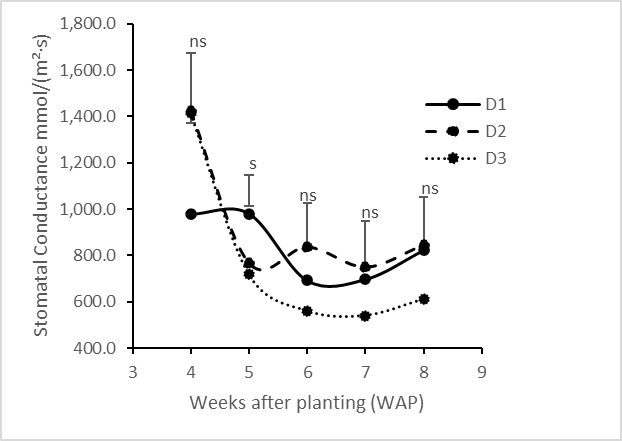 1,800.0
1,600.0
1,400.0
1,200.0
1,000.0
800.0
600.0
400.0
Stomatal Conductance mmol/(m²·s)
ns
s
ns
ns
ns
D1
D2
D3
3 4 5 6 7 8 9
Weeks after planting (WAP)